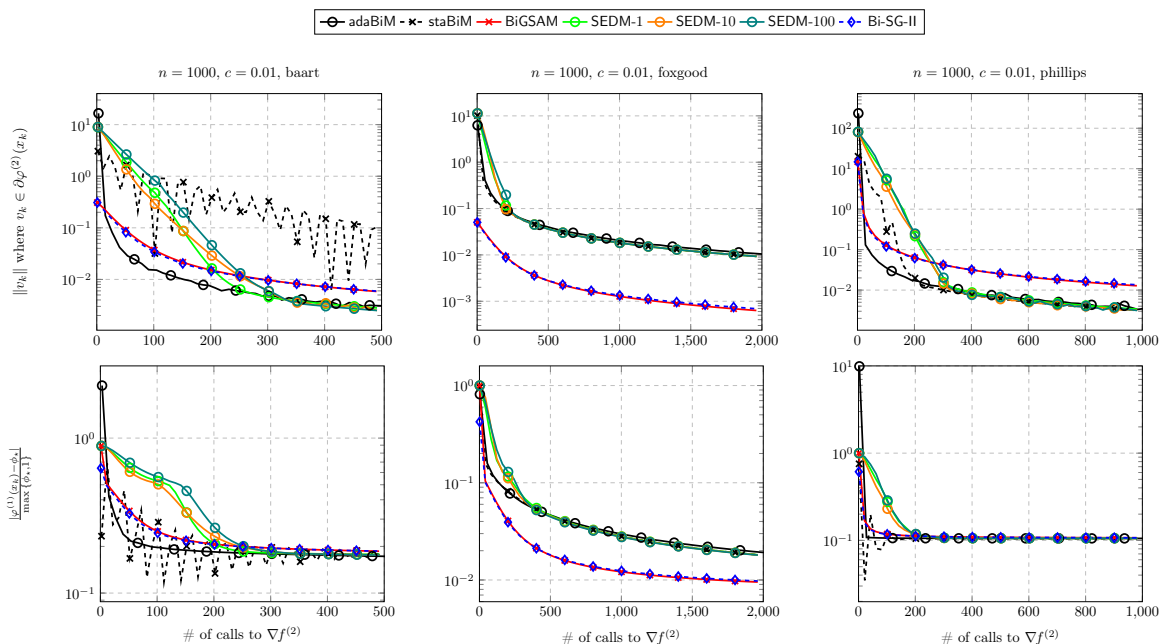 adaBiM staBiM BiGSAM SEDM-1 SEDM-10 SEDM-100 Bi-SG-II
n = 1000, c = 0.01, baart
n = 1000, c = 0.01, foxgood
n = 1000, c = 0.01, phillips
||v_k|| where v_k ∈ ∂φ^(2)(x_k)
10^1
10^0
10^−1
10^−2
0 100 200 300 400 500
10^1
10^0
10^−1
10^−2
10^−3
0 500 1,000 1,500 2,000
10^2
10^1
10^0
10^−1
10^−2
0 200 400 600 800 1,000
|φ^(1)(x_k)−φ_⋆|
max{φ_⋆,1}
10^0
10^−1
0 100 200 300 400 500
# of calls to ∇f^(2)
10^0
10^−1
10^−2
0 500 1,000 1,500 2,000
# of calls to ∇f^(2)
10^1
10^0
10^−1
0 200 400 600 800 1,000
# of calls to ∇f^(2)